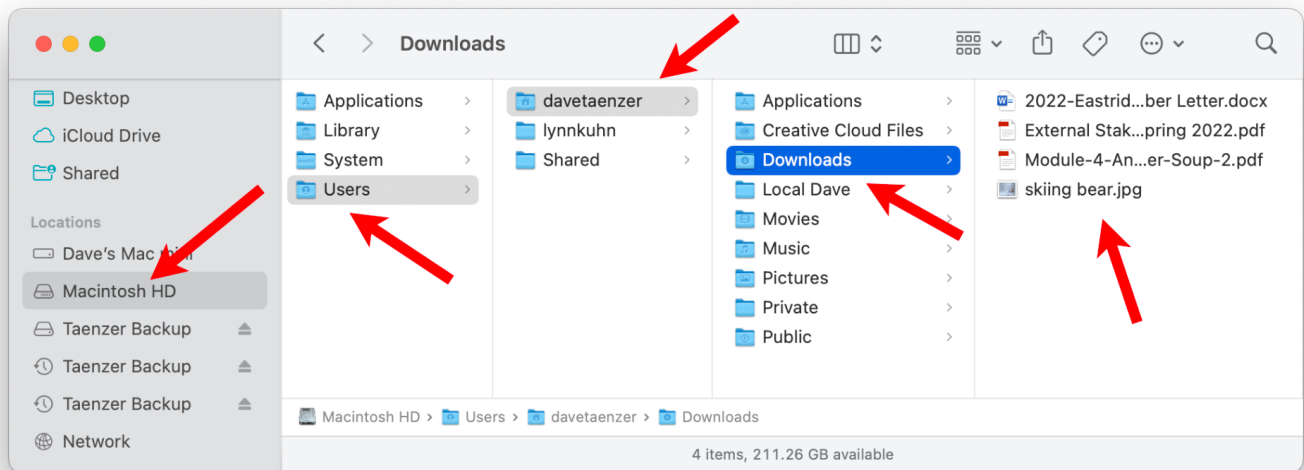 Downloads
Desktop
iCloud Drive
Shared
Locations
Dave's Mac mini
Macintosh HD
Taenzer Backup
Taenzer Backup
Taenzer Backup
Network
Applications
Library
System
Users
davetaenzer
lynnkuhn
Shared
Applications
Creative Cloud Files
Downloads
Local Dave
Movies
Music
Pictures
Private
Public
2022-Eastrid...ber Letter.docx
External Stak...pring 2022.pdf
Module-4-An...er-Soup-2.pdf
skiing bear.jpg
Macintosh HD › Users › davetaenzer › Downloads
4 items, 211.26 GB available